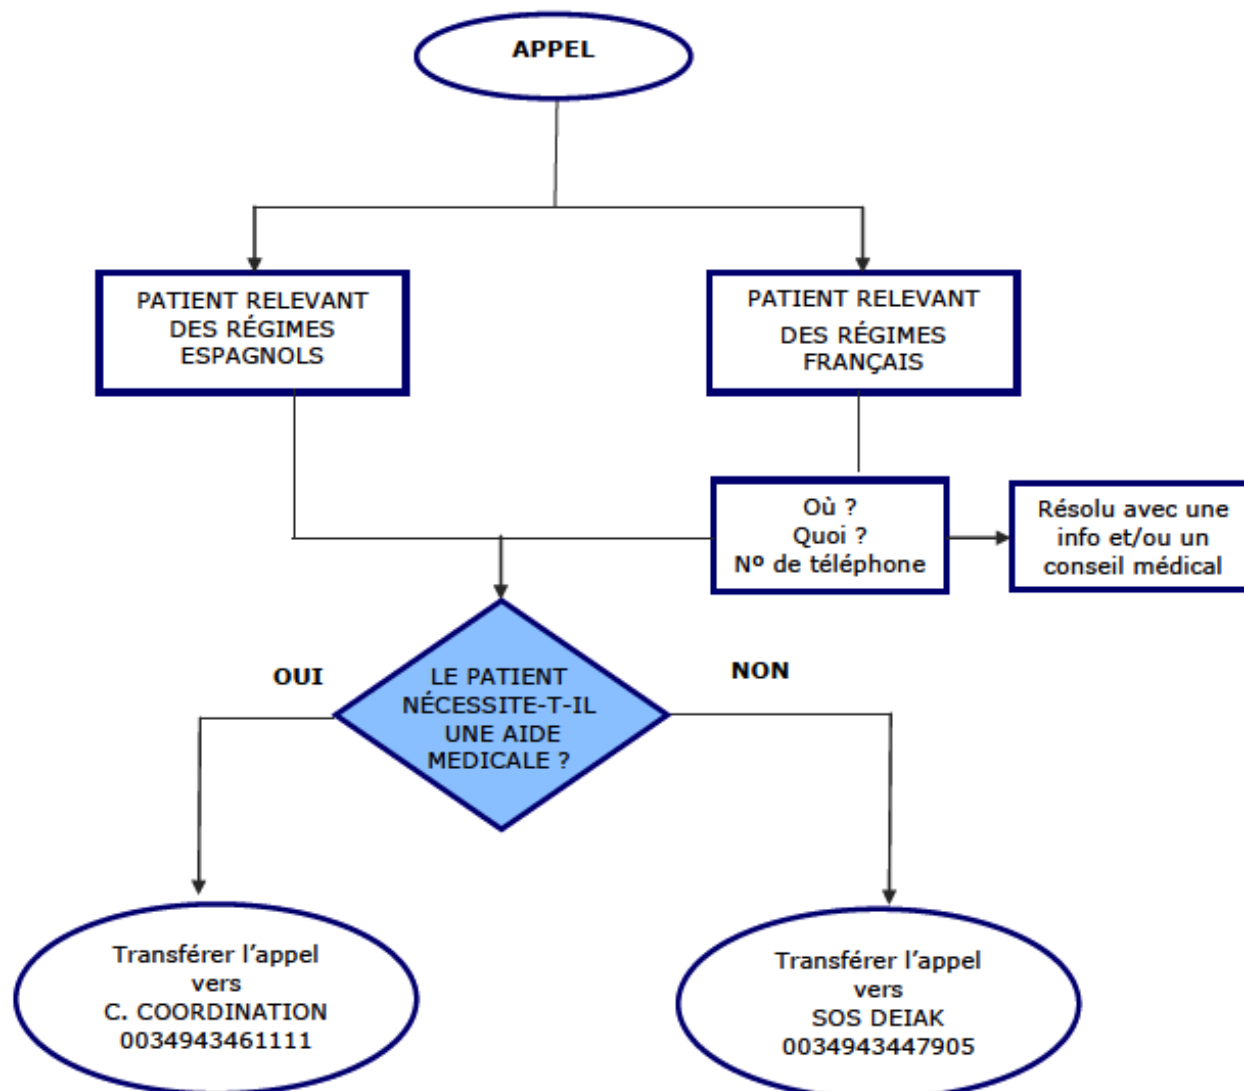 APPEL
PATIENT RELEVANT
DES RÉGIMES
ESPAGNOLS
PATIENT RELEVANT
DES RÉGIMES
FRANÇAIS
Où ?
Quoi ?
Nº de téléphone
Résolu avec une
info et/ou un
conseil médical
OUI
LE PATIENT
NÉCESSITE-T-IL
UNE AIDE
MEDICALE ?
NON
Transférer l’appel
vers
C. COORDINATION
0034943461111
Transférer l’appel
vers
SOS DEIAK
0034943447905